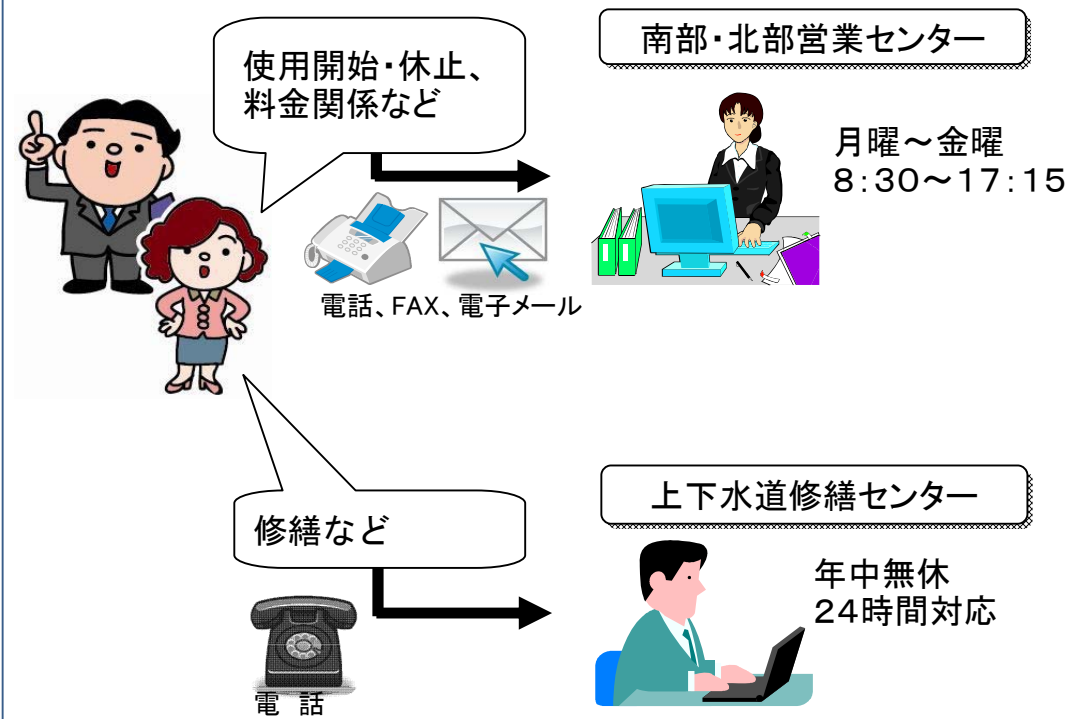 使用開始・休止、
料金関係など
南部・北部営業センター
月曜～金曜
８：３０～１７：１５
電話、FAX、電子メール
修繕など
電　話
上下水道修繕センター
年中無休
２４時間対応